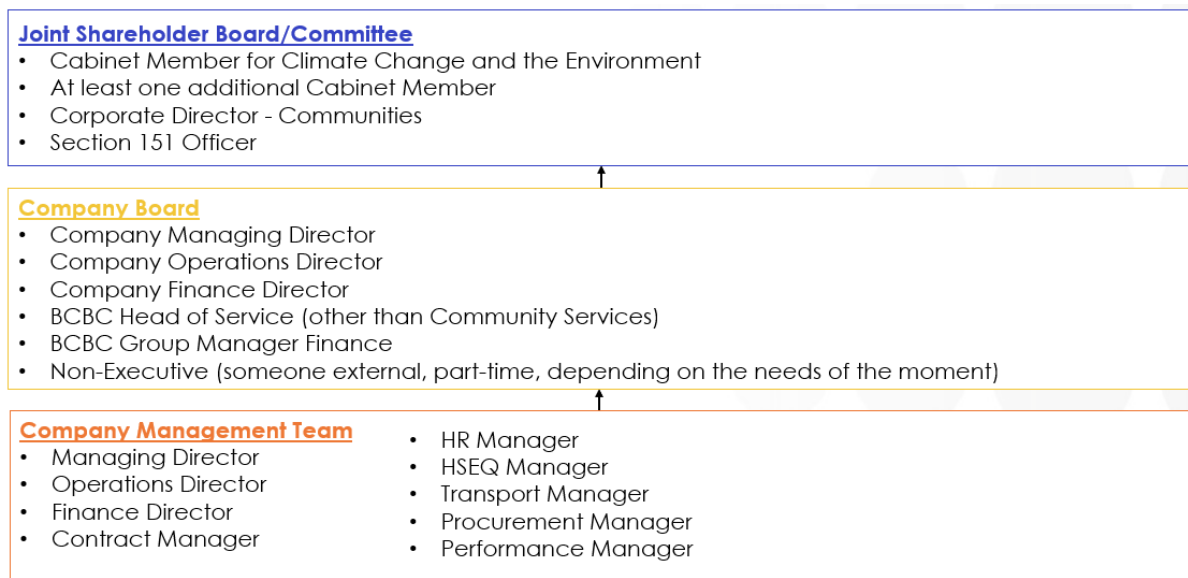 Joint Shareholder Board/Committee
• Cabinet Member for Climate Change and the Environment
• At least one additional Cabinet Member
• Corporate Director - Communities
• Section 151 Officer
Company Board
• Company Managing Director
• Company Operations Director
• Company Finance Director
• BCBC Head of Service (other than Community Services)
• BCBC Group Manager Finance
• Non-Executive (someone external, part-time, depending on the needs of the moment)
Company Management Team
• Managing Director
• Operations Director
• Finance Director
• Contract Manager
• HR Manager
• HSEQ Manager
• Transport Manager
• Procurement Manager
• Performance Manager